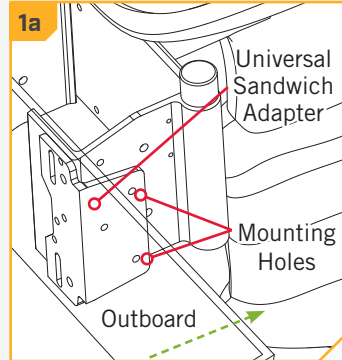 1a
Universal
Sandwich
Adapter
Mounting
Holes
Outboard